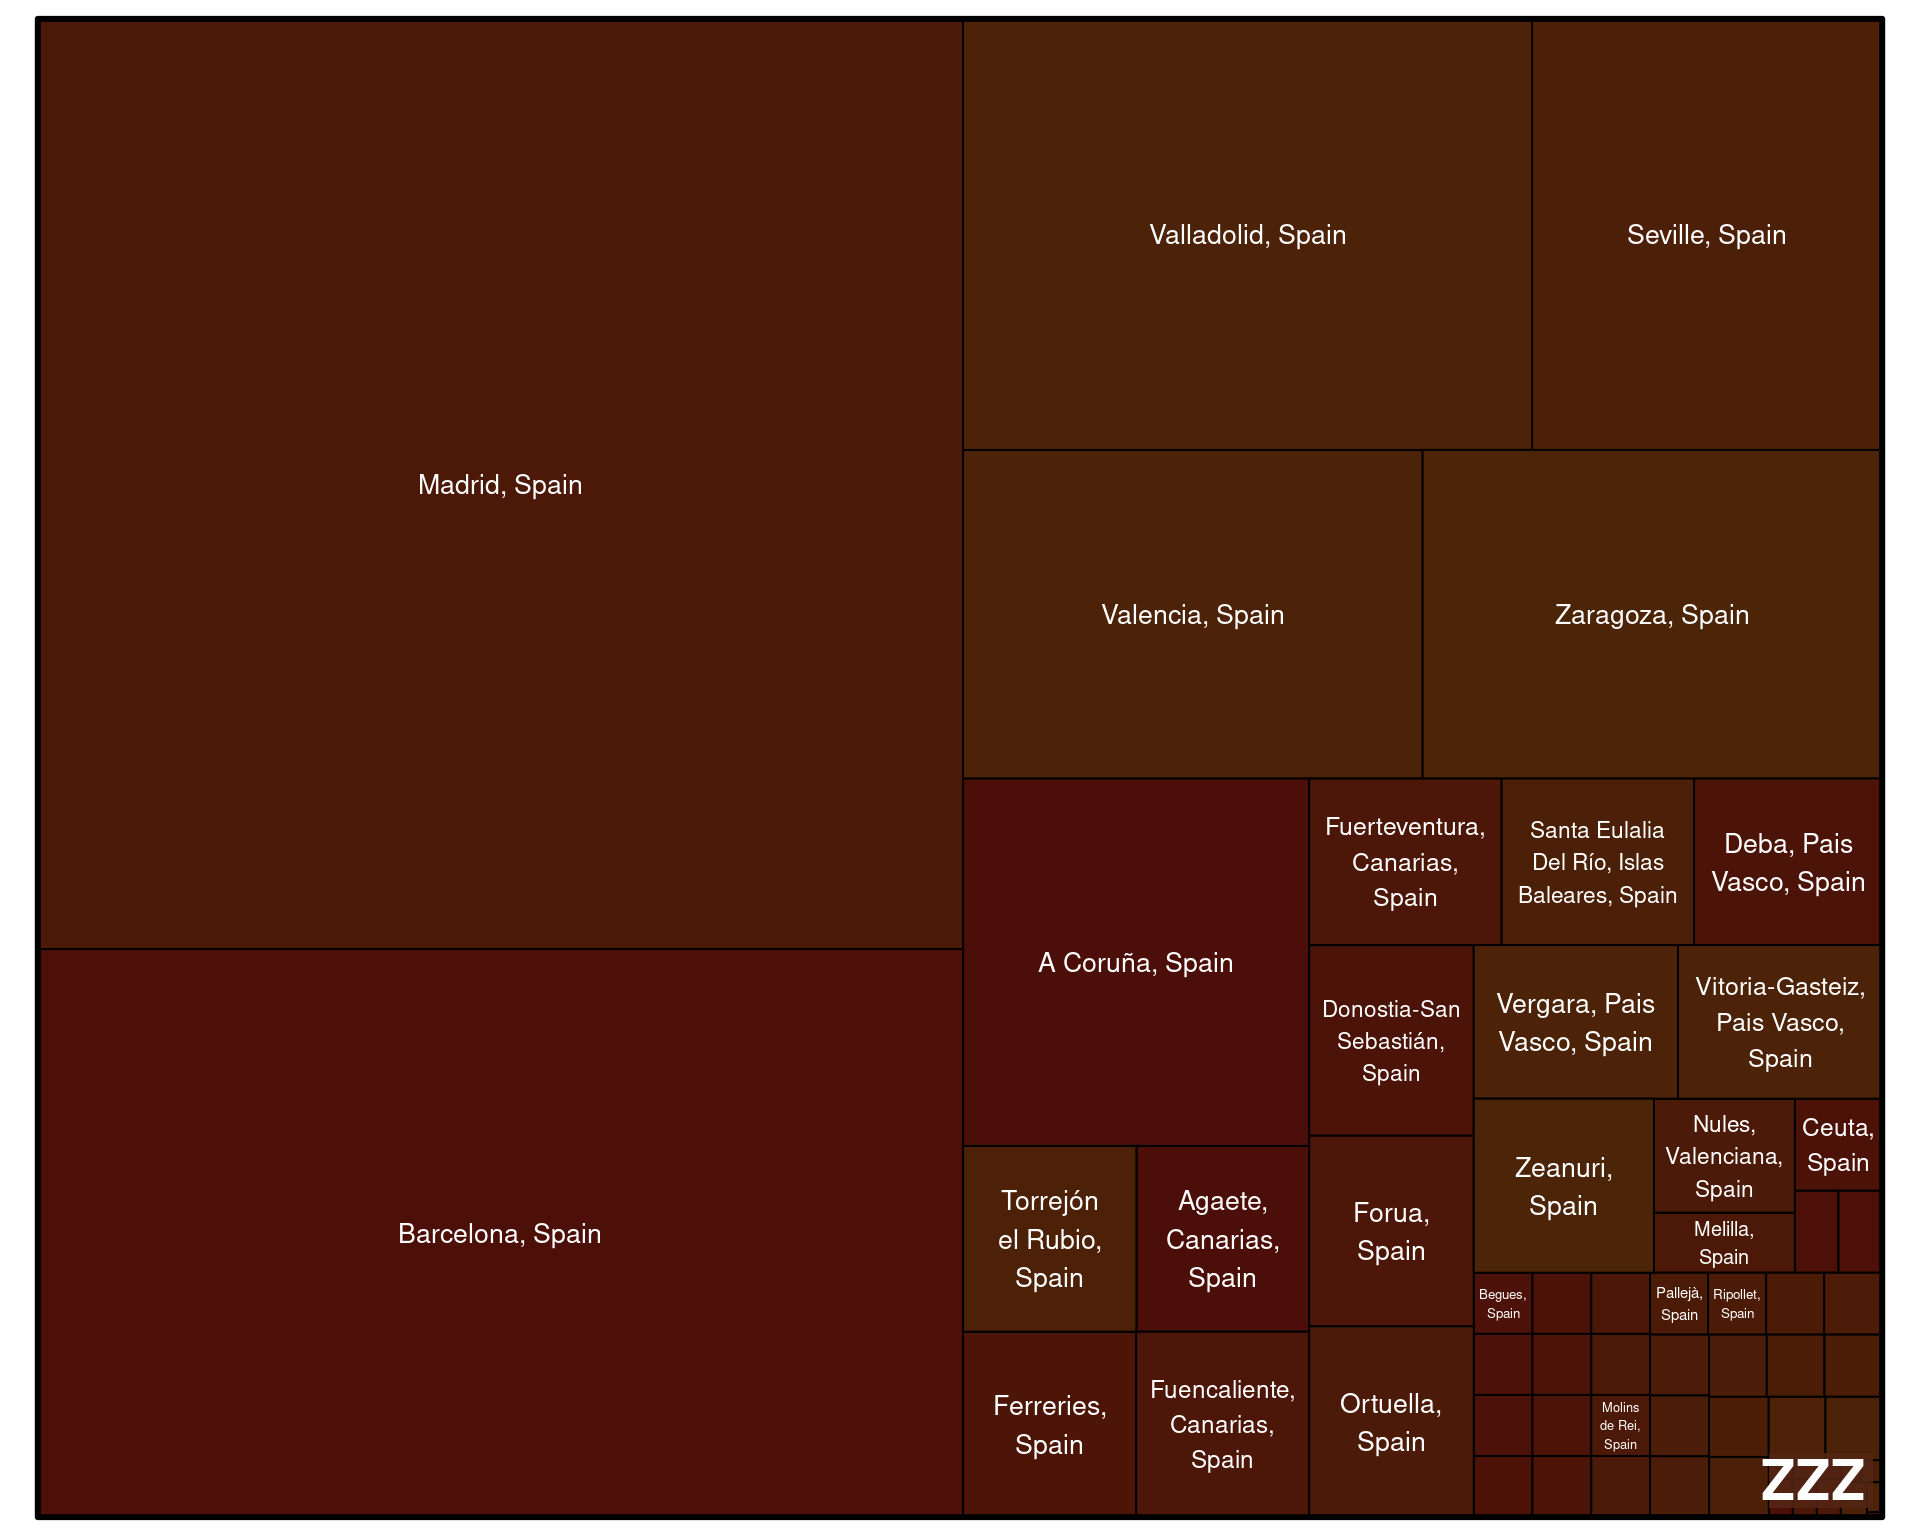 Madrid, Spain
Barcelona, Spain
Valladolid, Spain
Seville, Spain
Valencia, Spain
Zaragoza, Spain
A Coruña, Spain
Fuerteventura,
Canarias,
Spain
Santa Eulalia
Del Río, Islas
Baleares, Spain
Deba, Pais
Vasco, Spain
Donostia-San
Sebastián,
Spain
Vergara, Pais
Vasco, Spain
Vitoria-Gasteiz,
Pais Vasco,
Spain
Torrejón
el Rubio,
Spain
Agaete,
Canarias,
Spain
Forua,
Spain
Zeanuri,
Spain
Nules,
Valenciana,
Spain
Ceuta,
Spain
Melilla,
Spain
Ferreries,
Spain
Fuencaliente,
Canarias,
Spain
Ortuella,
Spain
Begues,
Spain
Pallejà,
Spain
Ripollet,
Spain
Molins
de Rei,
Spain
ZZZ